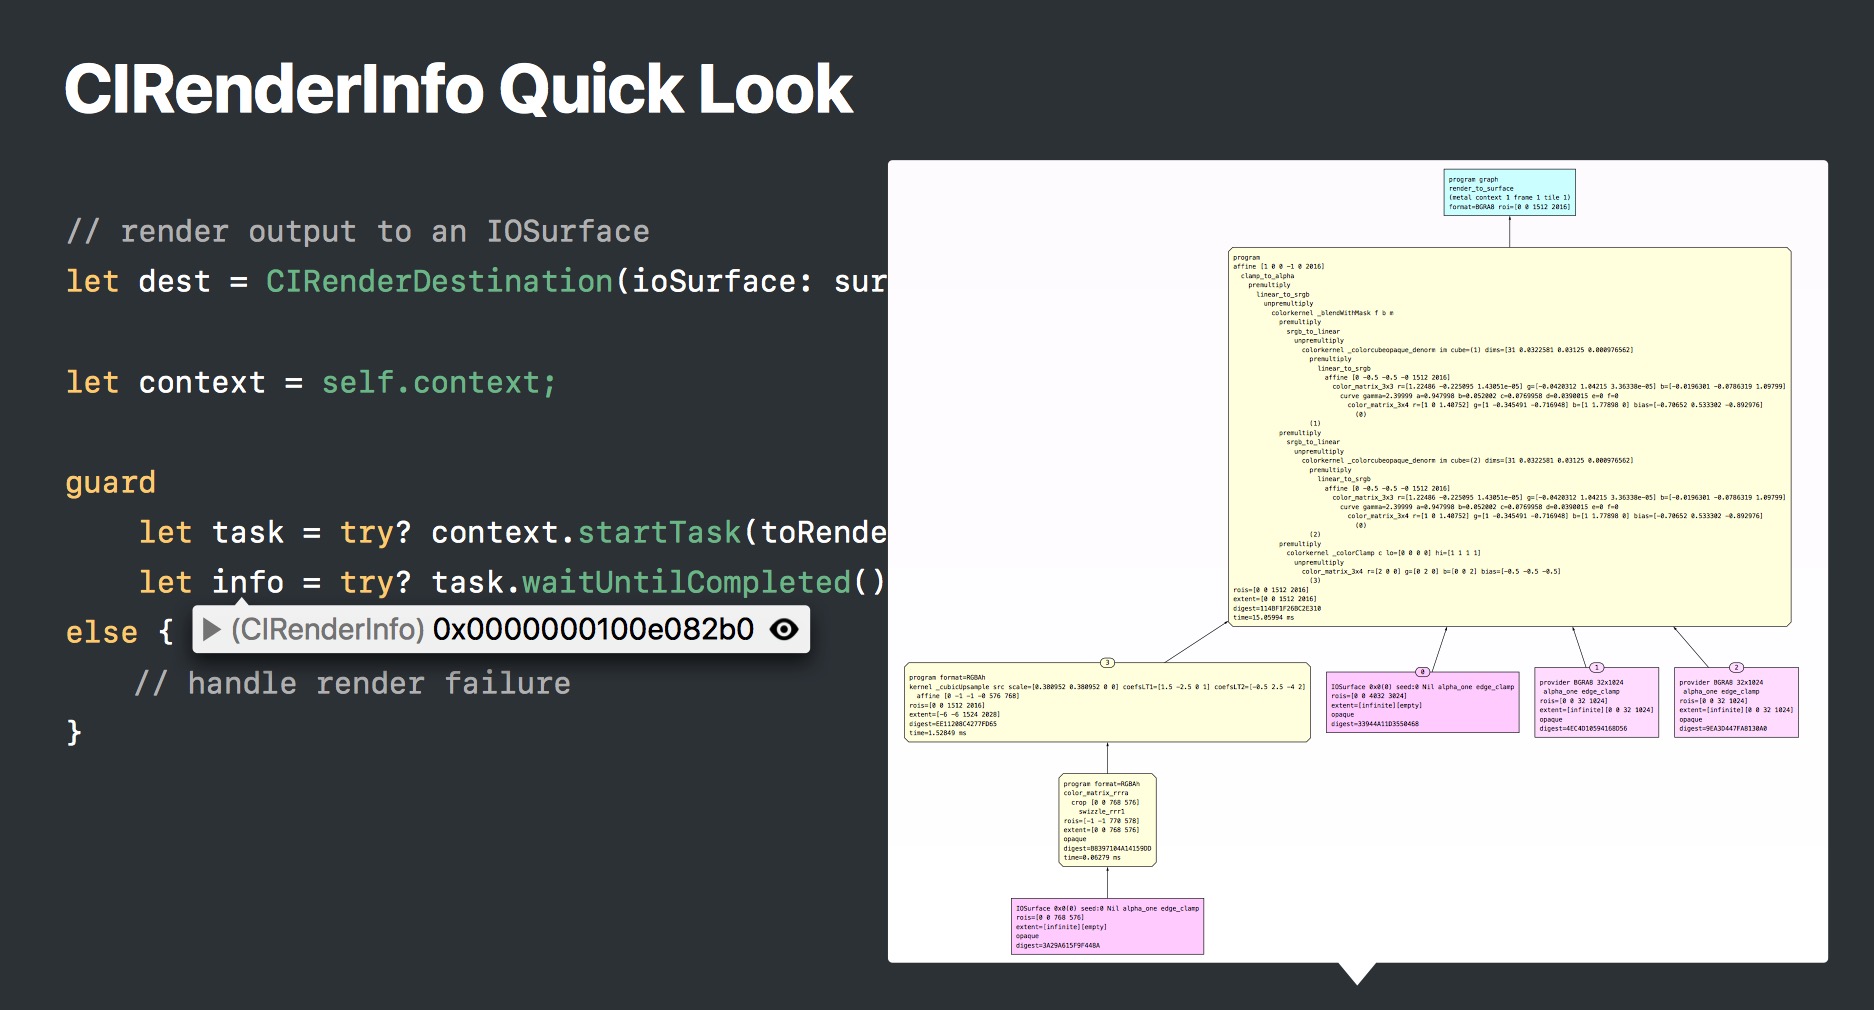 CIRenderInfo Quick Look
// render output to an IOSurface
let dest = CIRenderDestination(ioSurface: sur
let context = self.context;
guard
let task = try? context.startTask(toRende
let info = try? task.waitUntilCompleted()
(CIRenderInfo) 0x0000000100e082b0
else {
// handle render failure
}
program graph
render_to_surface
(metal context 1 frame 1 tile 1)
format=BGRA8 roi=[0 0 1512 2016]
program
affine [1 0 0 -1 0 2016]
clamp_to_alpha
premultiply
linear_to_srgb
unpremultiply
colorkernel _blendWithMask f b m
premultiply
srgb_to_linear
unpremultiply
colorkernel _colorcubeopaque_denorm im cube=(1) dims=[31 0.0322581 0.03125 0.000976562]
premultiply
linear_to_srgb
affine [0 -0.5 -0.5 -0 1512 2016]
color_matrix_3x3 r=[1.22486 -0.225095 1.43051e-05] g=[-0.0420312 1.04215 3.36338e-05] b=[-0.0196301 -0.0786319 1.09799]
curve gamma=2.39999 a=0.947998 b=0.052002 c=0.0769958 d=0.0390015 e=0 f=0
color_matrix_3x4 r=[1 0 1.40752] g=[1 -0.345491 -0.716948] b=[1 1.77898 0] bias=[-0.70652 0.533302 -0.892976]
(0)
(1)
premultiply
srgb_to_linear
unpremultiply
colorkernel _colorcubeopaque_denorm im cube=(2) dims=[31 0.0322581 0.03125 0.000976562]
premultiply
linear_to_srgb
affine [0 -0.5 -0.5 -0 1512 2016]
color_matrix_3x3 r=[1.22486 -0.225095 1.43051e-05] g=[-0.0420312 1.04215 3.36338e-05] b=[-0.0196301 -0.0786319 1.09799]
curve gamma=2.39999 a=0.947998 b=0.052002 c=0.0769958 d=0.0390015 e=0 f=0
color_matrix_3x4 r=[1 0 1.40752] g=[1 -0.345491 -0.716948] b=[1 1.77898 0] bias=[-0.70652 0.533302 -0.892976]
(0)
(2)
premultiply
colorkernel _colorClamp c lo=[0 0 0 0] hi=[1 1 1 1]
unpremultiply
color_matrix_3x4 r=[2 0 0] g=[0 2 0] b=[0 0 2] bias=[-0.5 -0.5 -0.5]
(3)
rois=[0 0 1512 2016]
extent=[0 0 1512 2016]
digest=114BF1F26BC2E310
time=15.05994 ms
3
program format=RGBAh
kernel _cubicUpsample src scale=[0.380952 0.380952 0 0] coefsLT1=[1.5 -2.5 0 1] coefsLT2=[-0.5 2.5 -4 2]
affine [0 -1 -1 -0 576 768]
rois=[0 0 1512 2016]
extent=[-6 -6 1524 2028]
digest=EE11208C4277FD65
time=1.52849 ms
0
IOSurface 0x0(0) seed:0 Nil alpha_one edge_clamp
rois=[0 0 4032 3024]
extent=[infinite][empty]
opaque
digest=33944A11D3550468
1
provider BGRA8 32x1024
alpha_one edge_clamp
rois=[0 0 32 1024]
extent=[infinite][0 0 32 1024]
opaque
digest=4EC4D10594168D56
2
provider BGRA8 32x1024
alpha_one edge_clamp
rois=[0 0 32 1024]
extent=[infinite][0 0 32 1024]
opaque
digest=9EA3D447FA8130A0
program format=RGBAh
color_matrix_rrra
crop [0 0 768 576]
swizzle_rrr1
rois=[-1 -1 770 578]
extent=[0 0 768 576]
opaque
digest=B8397104A14159DD
time=0.06279 ms
IOSurface 0x0(0) seed:0 Nil alpha_one edge_clamp
rois=[0 0 768 576]
extent=[infinite][empty]
opaque
digest=3A29A615F9F448A